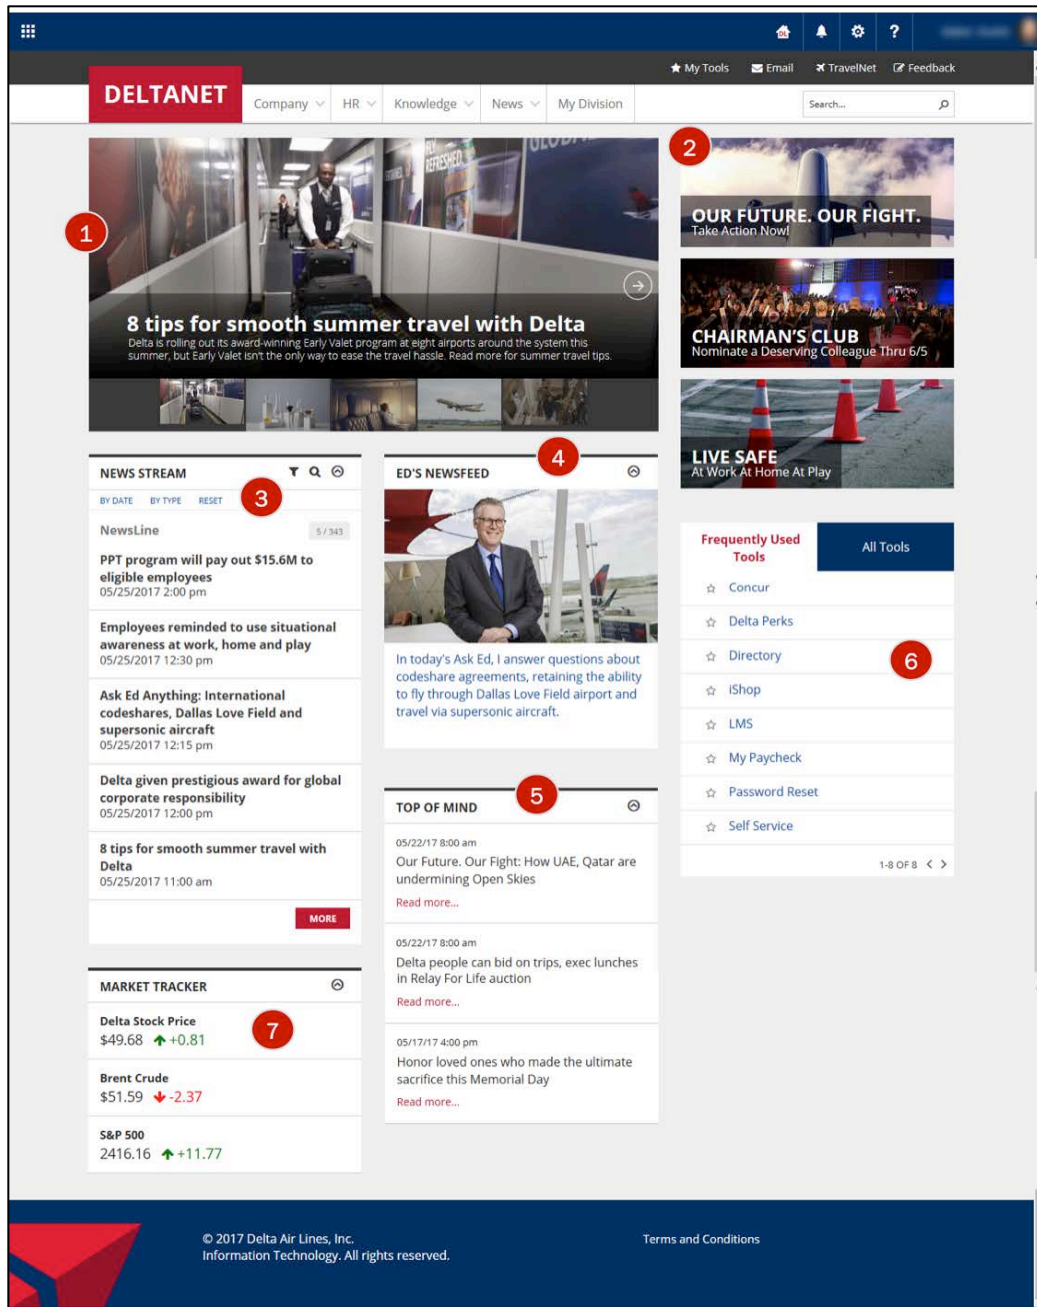 DL
?
My Tools
Email
TravelNet
Feedback
DELTANET
Company
HR
Knowledge
News
My Division
Search...
1
FLY
REFRESHED.
8 tips for smooth summer travel with Delta
Delta is rolling out its award-winning Early Valet program at eight airports around the system this
summer, but Early Valet isn't the only way to ease the travel hassle. Read more for summer travel tips.
2
OUR FUTURE. OUR FIGHT.
Take Action Now!
CHAIRMAN'S CLUB
Nominate a Deserving Colleague Thru 6/5
LIVE SAFE
At Work At Home At Play
NEWS STREAM
3
BY DATE
BY TYPE
RESET
NewsLine
5 / 343
PPT program will pay out $15.6M to
eligible employees
05/25/2017 2:00 pm
Employees reminded to use situational
awareness at work, home and play
05/25/2017 12:30 pm
Ask Ed Anything: International
codeshares, Dallas Love Field and
supersonic aircraft
05/25/2017 12:15 pm
Delta given prestigious award for global
corporate responsibility
05/25/2017 12:00 pm
8 tips for smooth summer travel with
Delta
05/25/2017 11:00 am
MORE
4
ED'S NEWSFEED
In today's Ask Ed, I answer questions about
codeshare agreements, retaining the ability
to fly through Dallas Love Field airport and
travel via supersonic aircraft.
5
TOP OF MIND
05/22/17 8:00 am
Our Future. Our Fight: How UAE, Qatar are
undermining Open Skies
Read more...
05/22/17 8:00 am
Delta people can bid on trips, exec lunches
in Relay For Life auction
Read more...
05/17/17 4:00 pm
Honor loved ones who made the ultimate
sacrifice this Memorial Day
Read more...
Frequently Used
Tools
All Tools
Concur
Delta Perks
Directory
6
iShop
LMS
My Paycheck
Password Reset
Self Service
1-8 OF 8
MARKET TRACKER
7
Delta Stock Price
$49.68 +0.81
Brent Crude
$51.59 -2.37
S&P 500
2416.16 +11.77
© 2017 Delta Air Lines, Inc.
Information Technology. All rights reserved.
Terms and Conditions